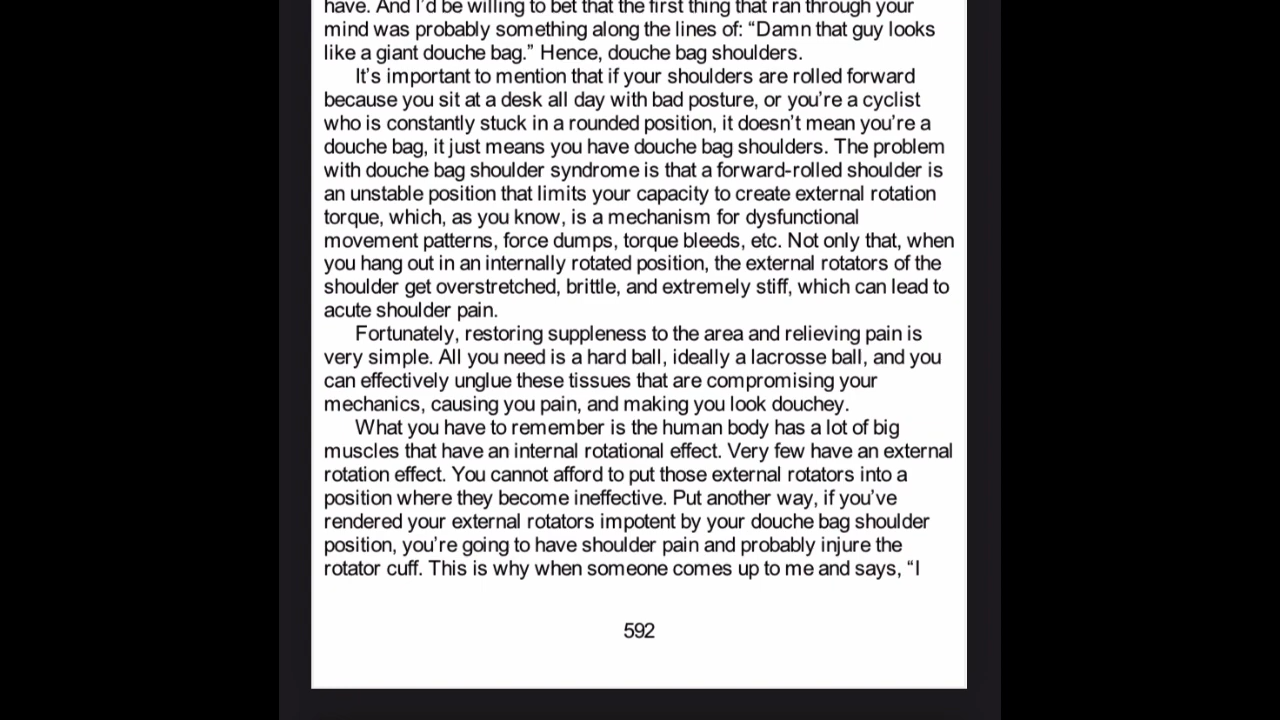 have. And I'd be willing to bet that the first thing that ran through your
mind was probably something along the lines of: “Damn that guy looks
like a giant douche bag.” Hence, douche bag shoulders.
It's important to mention that if your shoulders are rolled forward
because you sit at a desk all day with bad posture, or you're a cyclist
who is constantly stuck in a rounded position, it doesn't mean you're a
douche bag, it just means you have douche bag shoulders. The problem
with douche bag shoulder syndrome is that a forward-rolled shoulder is
an unstable position that limits your capacity to create external rotation
torque, which, as you know, is a mechanism for dysfunctional
movement patterns, force dumps, torque bleeds, etc. Not only that, when
you hang out in an internally rotated position, the external rotators of the
shoulder get overstretched, brittle, and extremely stiff, which can lead to
acute shoulder pain.
Fortunately, restoring suppleness to the area and relieving pain is
very simple. All you need is a hard ball, ideally a lacrosse ball, and you
can effectively unglue these tissues that are compromising your
mechanics, causing you pain, and making you look douchey.
What you have to remember is the human body has a lot of big
muscles that have an internal rotational effect. Very few have an external
rotation effect. You cannot afford to put those external rotators into a
position where they become ineffective. Put another way, if you've
rendered your external rotators impotent by your douche bag shoulder
position, you're going to have shoulder pain and probably injure the
rotator cuff. This is why when someone comes up to me and says, “I
592